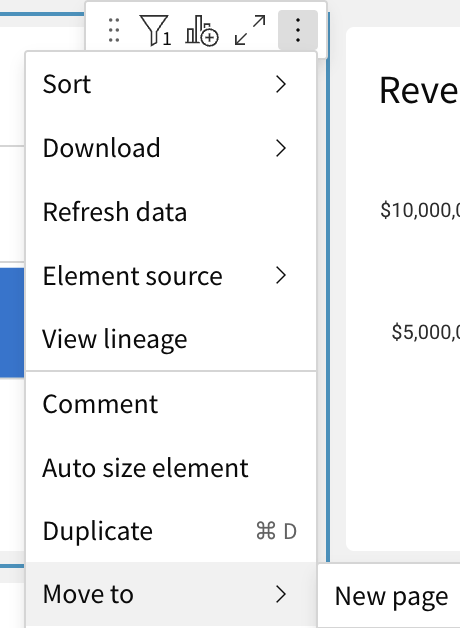 1
Sort
Reve
Download
$10,000,0
Refresh data
Element source
$5,000,0
View lineage
Comment
Auto size element
Duplicate ⌘ D
Move to
New page